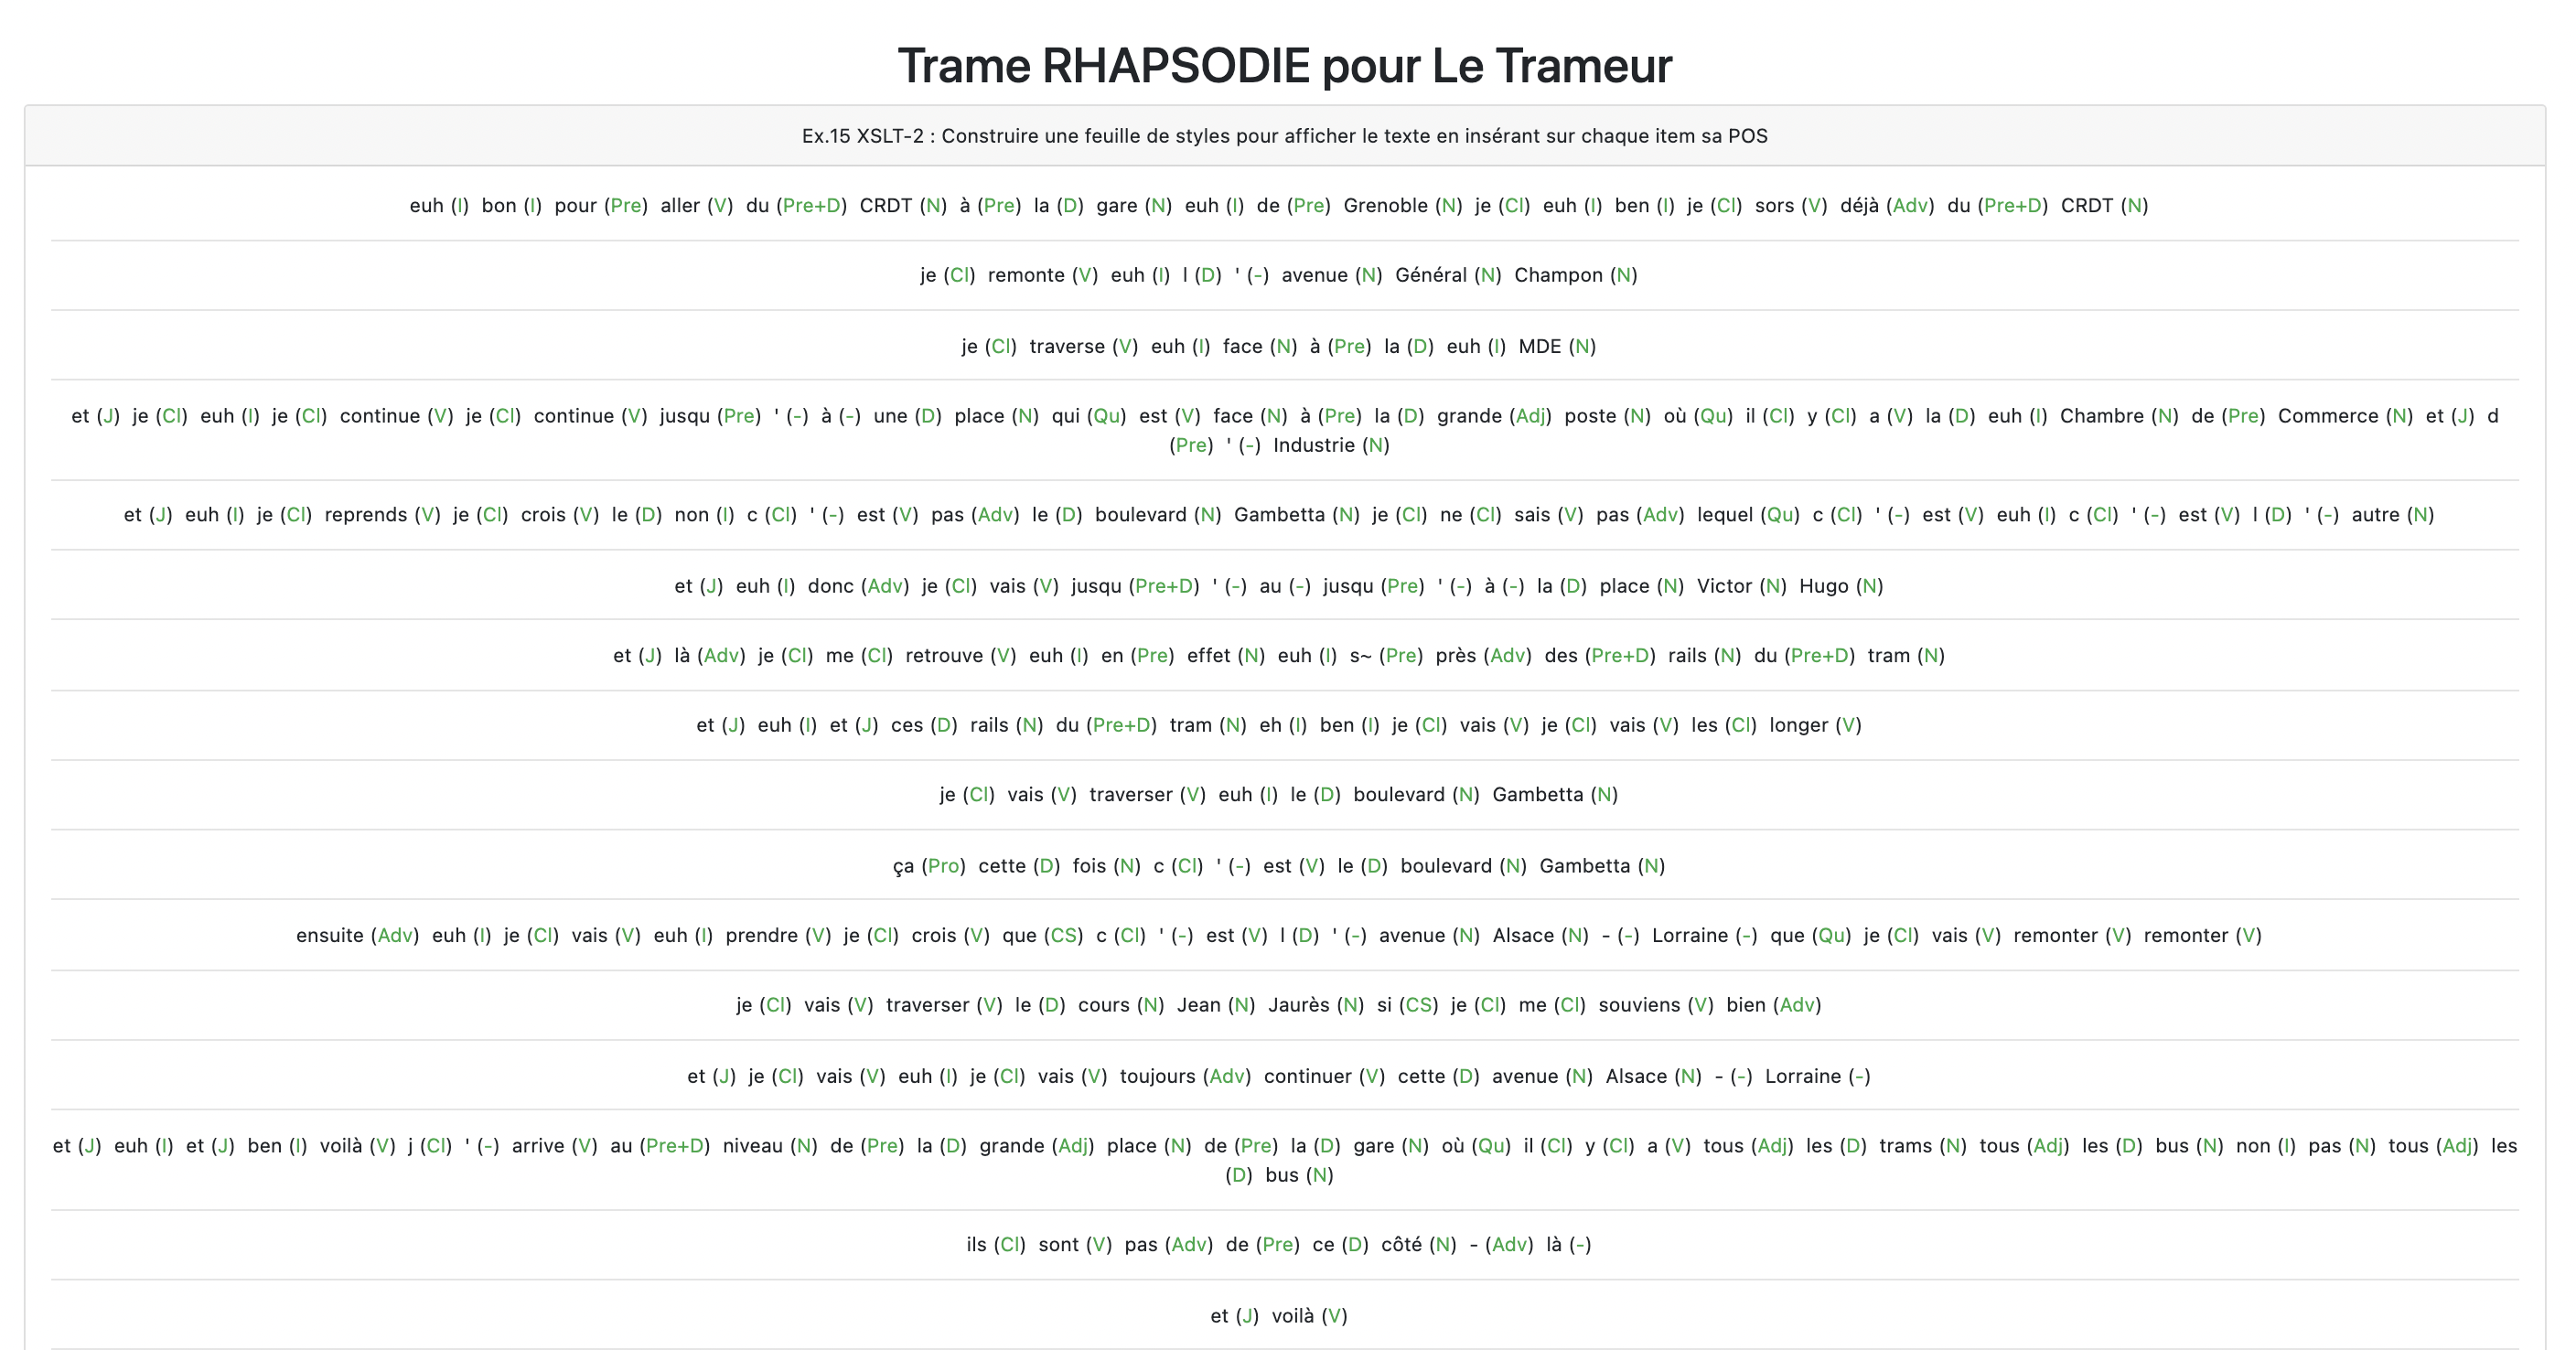 Trame RHAPSODIE pour Le Trameur
Ex.15 XSLT-2 : Construire une feuille de styles pour afficher le texte en insérant sur chaque item sa POS
euh (I) bon (I) pour (Pre) aller (V) du (Pre+D) CRDT (N) à (Pre) la (D) gare (N) euh (I) de (Pre) Grenoble (N) je (Cl) euh (I) ben (I) je (Cl) sors (V) déjà (Adv) du (Pre+D) CRDT (N)
je (Cl) remonte (V) euh (I) l (D) ' (-) avenue (N) Général (N) Champon (N)
je (Cl) traverse (V) euh (I) face (N) à (Pre) la (D) euh (I) MDE (N)
et (J) je (Cl) euh (I) je (Cl) continue (V) je (Cl) continue (V) jusqu (Pre) ' (-) à (-) une (D) place (N) qui (Qu) est (V) face (N) à (Pre) la (D) grande (Adj) poste (N) où (Qu) il (Cl) y (Cl) a (V) la (D) euh (I) Chambre (N) de (Pre) Commerce (N) et (J) d
(Pre) ' (-) Industrie (N)
et (J) euh (I) je (Cl) reprends (V) je (Cl) crois (V) le (D) non (I) c (Cl) ' (-) est (V) pas (Adv) le (D) boulevard (N) Gambetta (N) je (Cl) ne (Cl) sais (V) pas (Adv) lequel (Qu) c (Cl) ' (-) est (V) euh (I) c (Cl) ' (-) est (V) l (D) ' (-) autre (N)
et (J) euh (I) donc (Adv) je (Cl) vais (V) jusqu (Pre+D) ' (-) au (-) jusqu (Pre) ' (-) à (-) la (D) place (N) Victor (N) Hugo (N)
et (J) là (Adv) je (Cl) me (Cl) retrouve (V) euh (I) en (Pre) effet (N) euh (I) s~ (Pre) près (Adv) des (Pre+D) rails (N) du (Pre+D) tram (N)
et (J) euh (I) et (J) ces (D) rails (N) du (Pre+D) tram (N) eh (I) ben (I) je (Cl) vais (V) je (Cl) vais (V) les (Cl) longer (V)
je (Cl) vais (V) traverser (V) euh (I) le (D) boulevard (N) Gambetta (N)
ça (Pro) cette (D) fois (N) c (Cl) ' (-) est (V) le (D) boulevard (N) Gambetta (N)
ensuite (Adv) euh (I) je (Cl) vais (V) euh (I) prendre (V) je (Cl) crois (V) que (CS) c (Cl) ' (-) est (V) l (D) ' (-) avenue (N) Alsace (N) - (-) Lorraine (-) que (Qu) je (Cl) vais (V) remonter (V) remonter (V)
je (Cl) vais (V) traverser (V) le (D) cours (N) Jean (N) Jaurès (N) si (CS) je (Cl) me (Cl) souviens (V) bien (Adv)
et (J) je (Cl) vais (V) euh (I) je (Cl) vais (V) toujours (Adv) continuer (V) cette (D) avenue (N) Alsace (N) - (-) Lorraine (-)
et (J) euh (I) et (J) ben (I) voilà (V) j (Cl) ' (-) arrive (V) au (Pre+D) niveau (N) de (Pre) la (D) grande (Adj) place (N) de (Pre) la (D) gare (N) où (Qu) il (Cl) y (Cl) a (V) tous (Adj) les (D) trams (N) tous (Adj) les (D) bus (N) non (I) pas (N) tous (Adj) les
(D) bus (N)
ils (Cl) sont (V) pas (Adv) de (Pre) ce (D) côté (N) - (Adv) là (-)
et (J) voilà (V)